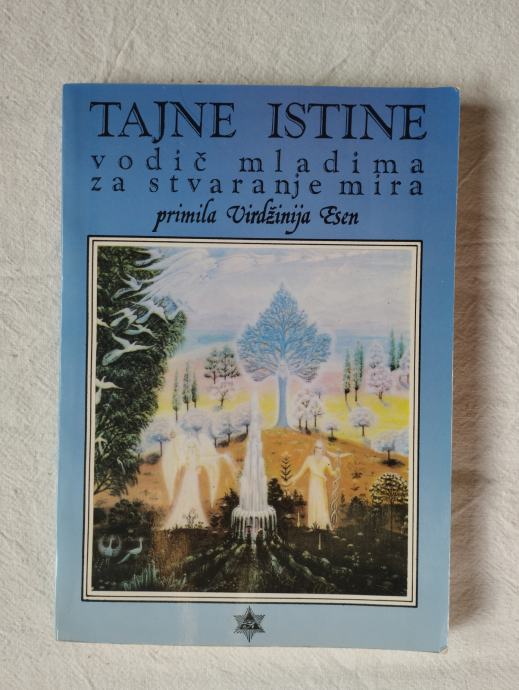 TAJNE ISTINE
vodič mladima
za stvaranje mira
primila Virdžinija Esen